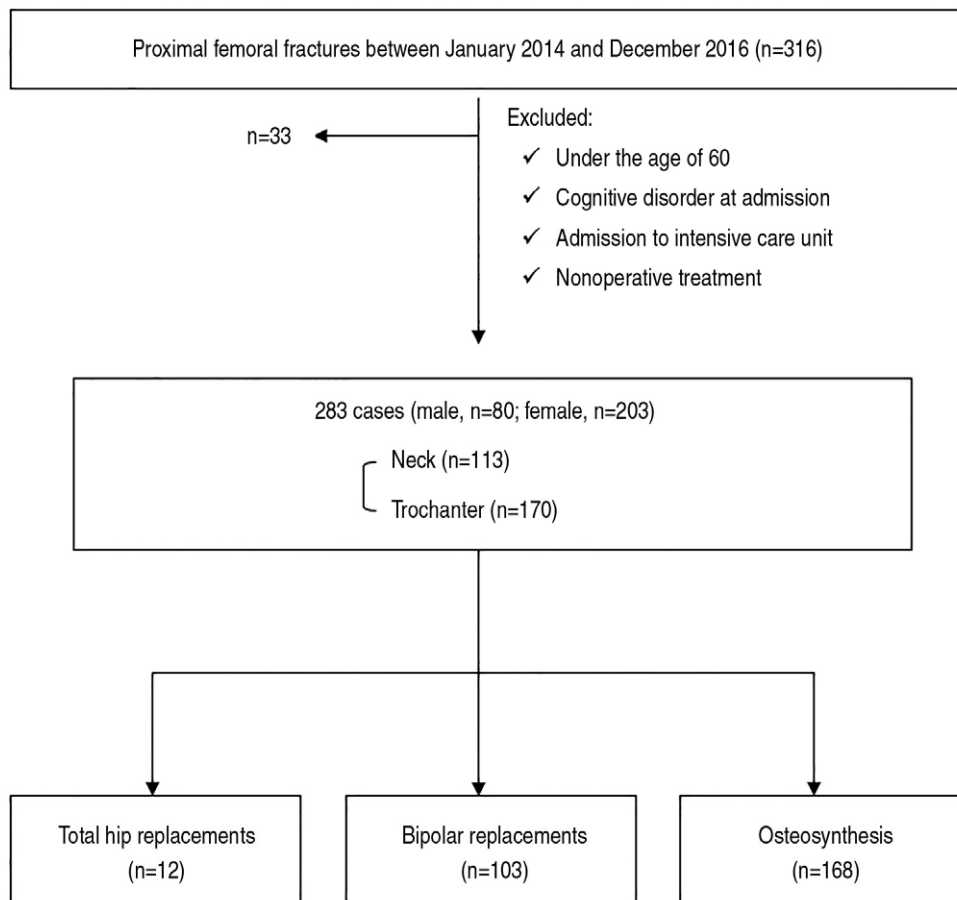 Proximal femoral fractures between January 2014 and December 2016 (n=316)
n=33
Excluded:
✓ Under the age of 60
✓ Cognitive disorder at admission
✓ Admission to intensive care unit
✓ Nonoperative treatment
283 cases (male, n=80; female, n=203)
Neck (n=113)
Trochanter (n=170)
Total hip replacements
(n=12)
Bipolar replacements
(n=103)
Osteosynthesis
(n=168)